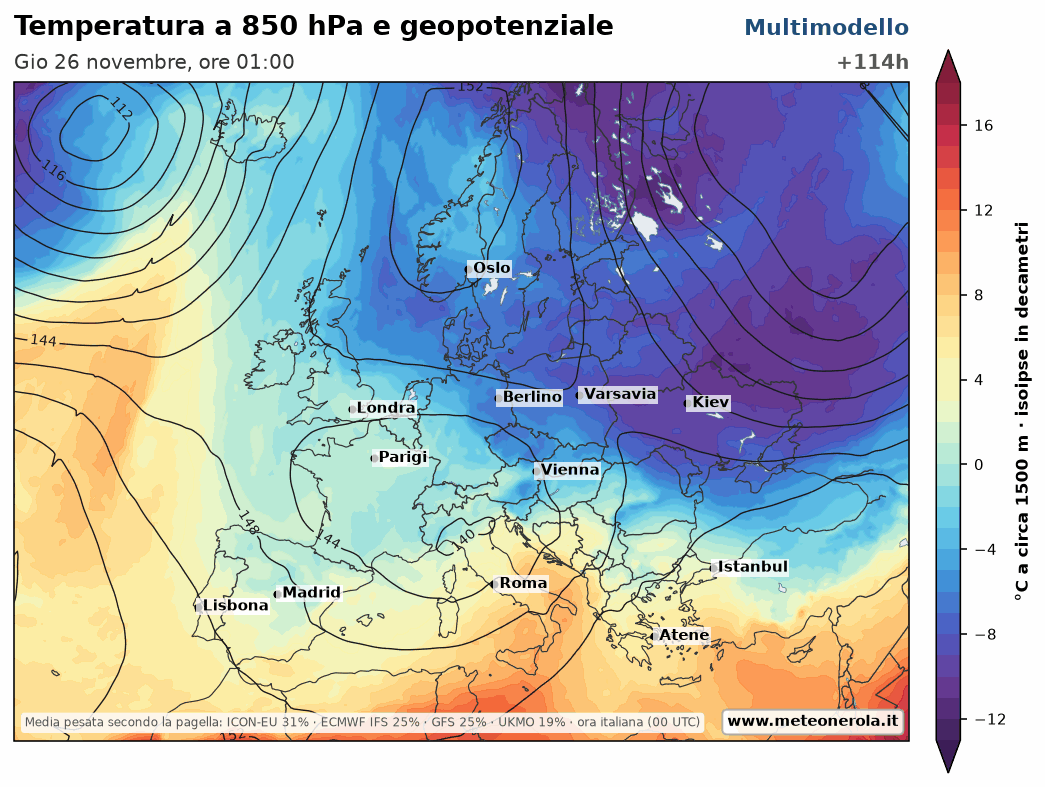 Temperatura a 850 hPa e geopotenziale
Multimodello
Gio 26 novembre, ore 01:00
+114h
152
112
116
144
148
144
140
152
Oslo
Berlino
Varsavia
Kiev
Londra
Parigi
Vienna
Istanbul
Roma
Madrid
Lisbona
Atene
16
12
8
4
0
−4
−8
−12
°C a circa 1500 m · isoipse in decametri
Media pesata secondo la pagella: ICON-EU 31% · ECMWF IFS 25% · GFS 25% · UKMO 19% · ora italiana (00 UTC)
www.meteonerola.it